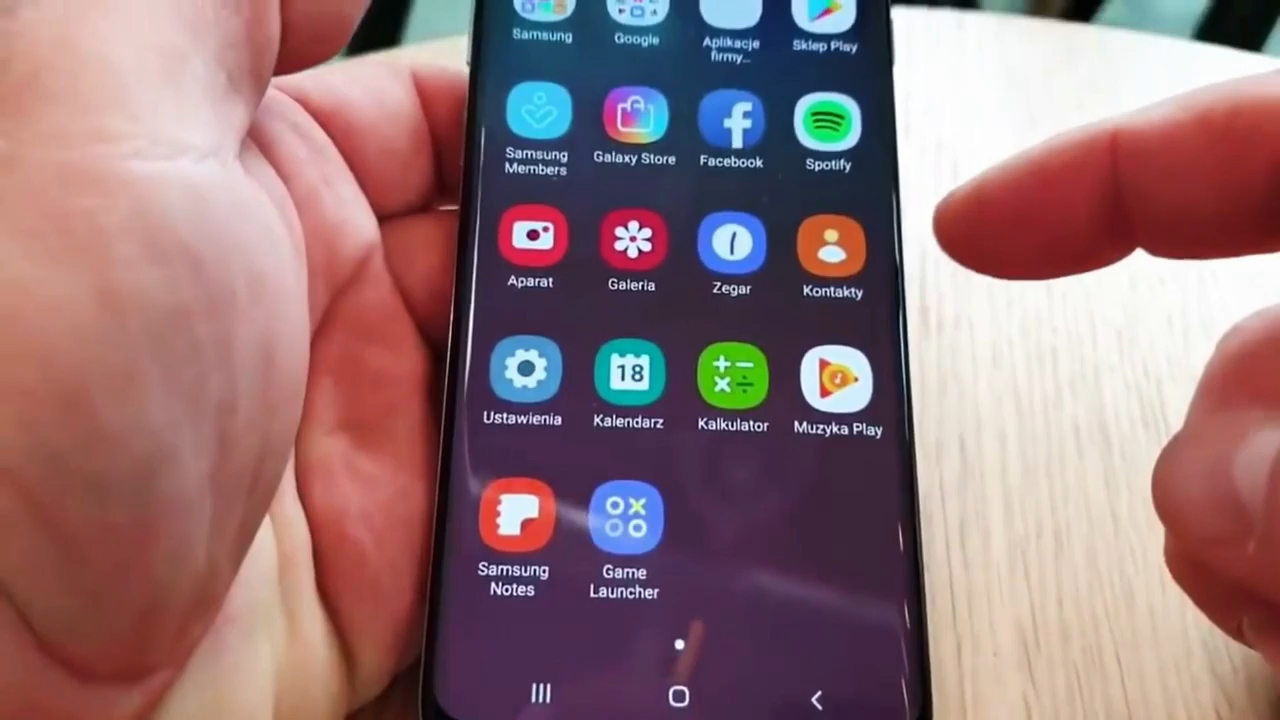 Samsung
Google
Aplikacje
firmy...
Sklep Play
Samsung
Members
Galaxy Store
Facebook
Spotify
Aparat
Galeria
Zegar
Kontakty
18
Ustawienia
Kalendarz
Kalkulator
Muzyka Play
Samsung
Notes
Game
Launcher